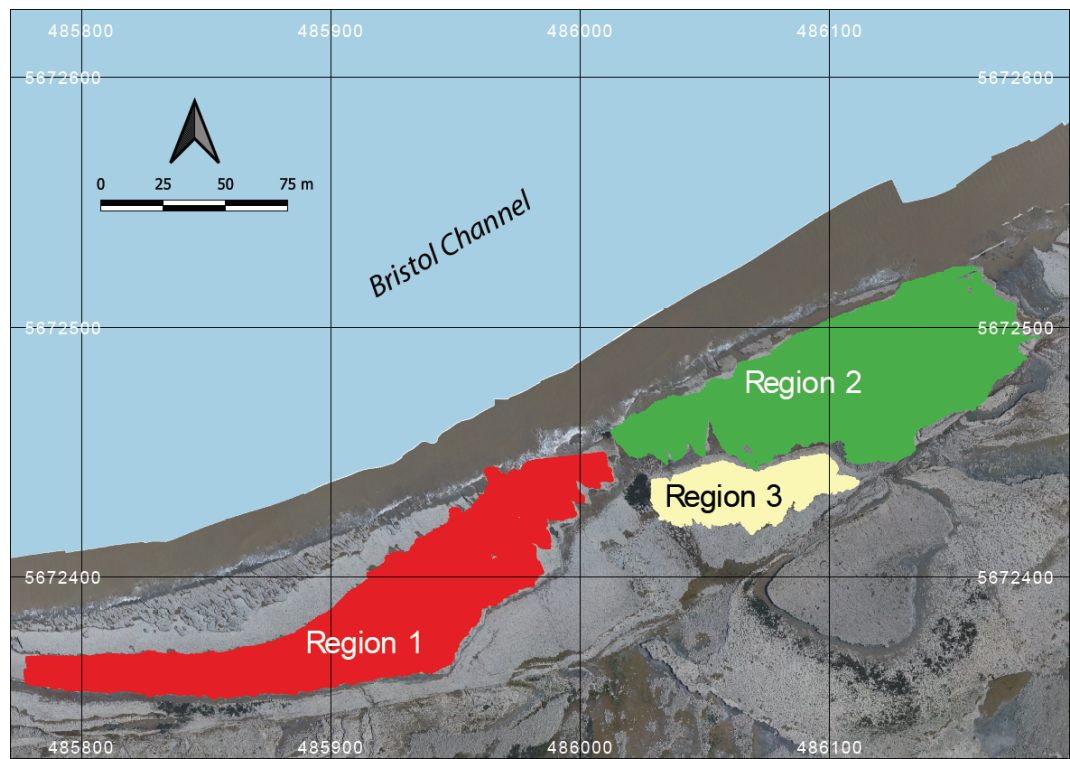 485800 485900 486000 486100
5672600 5672600
0 25 50 75 m
Bristol Channel
5672500 5672500
Region 2
Region 3
5672400 5672400
Region 1
485800 485900 486000 486100